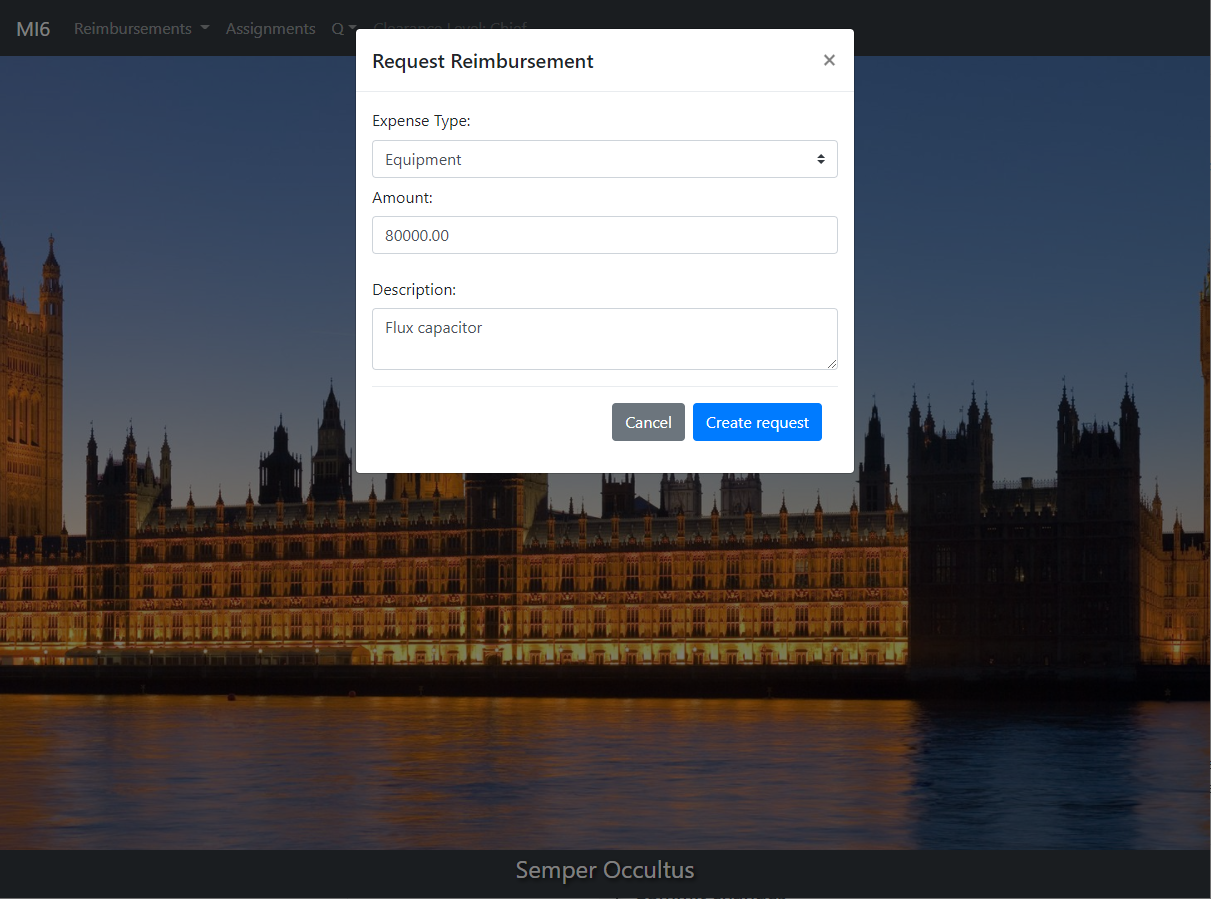 MI6 Reimbursements Assignments Q Clearance Level: Chief
Request Reimbursement ×
Expense Type:
Equipment
Amount:
80000.00
Description:
Flux capacitor
Cancel Create request
Semper Occultus